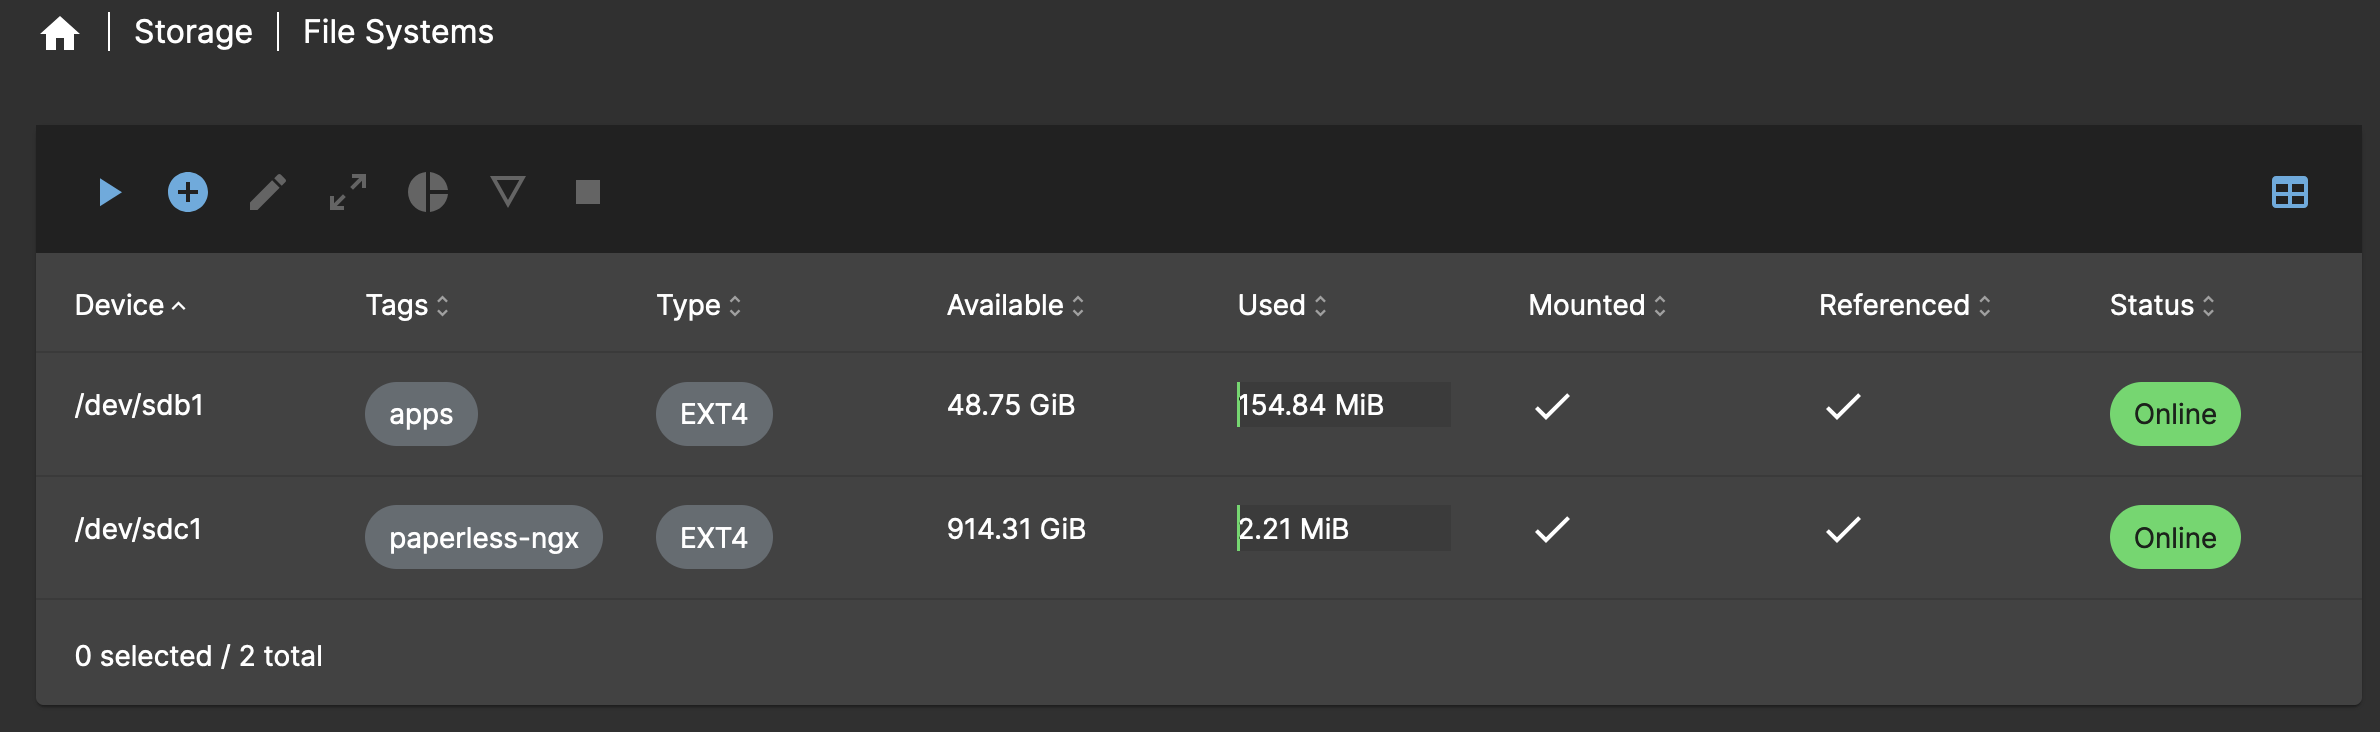 Storage | File Systems
Device Tags Type Available Used Mounted Referenced Status
/dev/sdb1 apps EXT4 48.75 GiB 154.84 MiB Online
/dev/sdc1 paperless-ngx EXT4 914.31 GiB 2.21 MiB Online
0 selected / 2 total